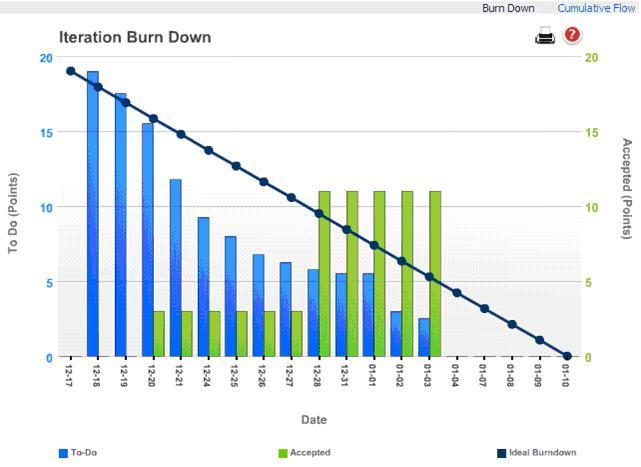 Burn Down Cumulative Flow
Iteration Burn Down
?
20 20
15 15
10 10
5 5
0 0
To Do (Points)
Accepted (Points)
12-17 12-18 12-19 12-20 12-21 12-24 12-25 12-26 12-27 12-28 12-31 01-01 01-02 01-03 01-04 01-07 01-08 01-09 01-10
Date
To-Do Accepted Ideal Burndown